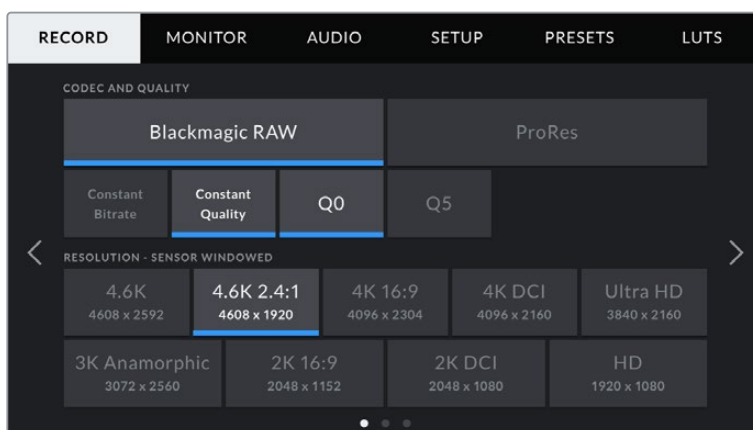 RECORD MONITOR AUDIO SETUP PRESETS LUTS
CODEC AND QUALITY
Blackmagic RAW ProRes
Constant Bitrate Constant Quality Q0 Q5
RESOLUTION - SENSOR WINDOWED
4.6K 4.6K 2.4:1 4K 16:9 4K DCI Ultra HD
4608 x 2592 4608 x 1920 4096 x 2304 4096 x 2160 3840 x 2160
3K Anamorphic 2K 16:9 2K DCI HD
3072 x 2560 2048 x 1152 2048 x 1080 1920 x 1080